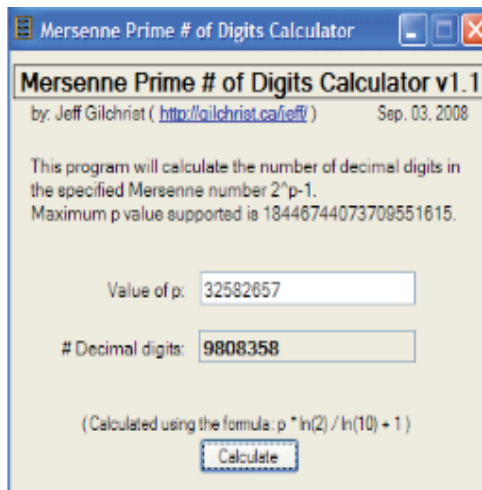 Mersenne Prime # of Digits Calculator
Mersenne Prime # of Digits Calculator v1.1
by: Jeff Gilchrist ( http://gilchrist.ca/jeff/ ) Sep. 03, 2008
This program will calculate the number of decimal digits in
the specified Mersenne number 2^p-1.
Maximum p value supported is 18446744073709551615.
Value of p: 32582657
# Decimal digits: 9808358
( Calculated using the formula: p * ln(2) / ln(10) + 1 )
Calculate